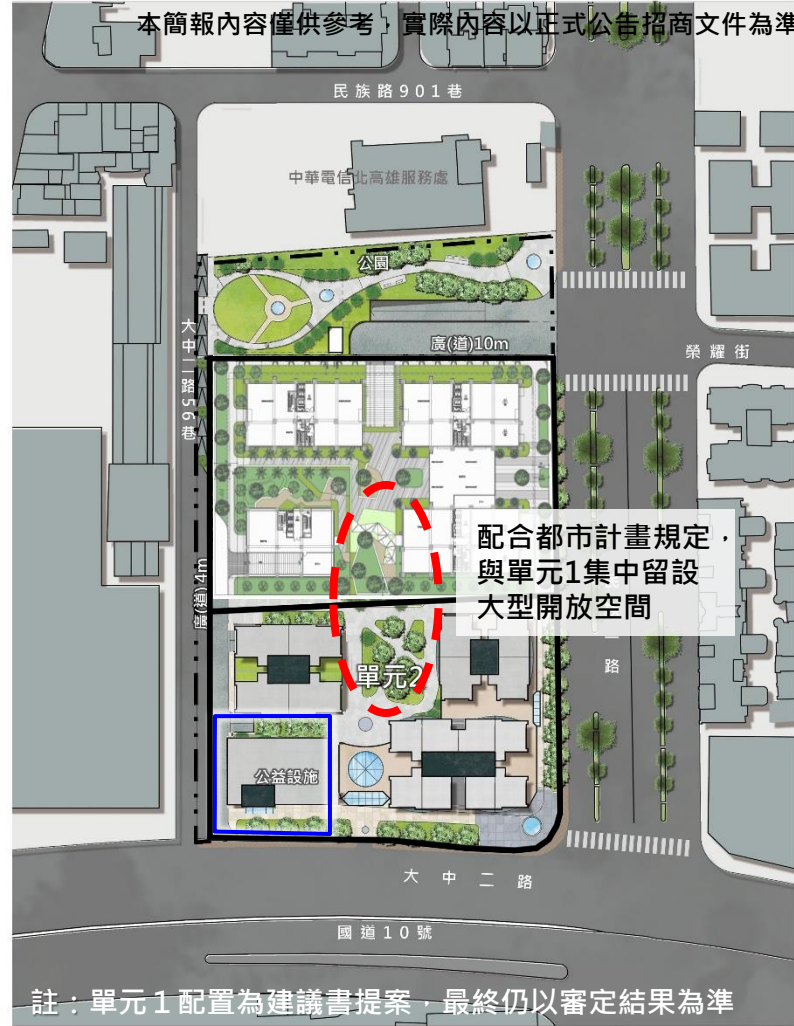 本簡報內容僅供參考，實際內容以正式公告招商文件為準
民族路901巷
中華電信北高雄服務處
公園
廣(道)10m
榮耀街
大中二路56巷
配合都市計畫規定，
與單元1集中留設
大型開放空間
廣(道)4m
路
單元2
公益設施
大中二路
國道10號
註：單元1配置為建議書提案，最終仍以審定結果為準